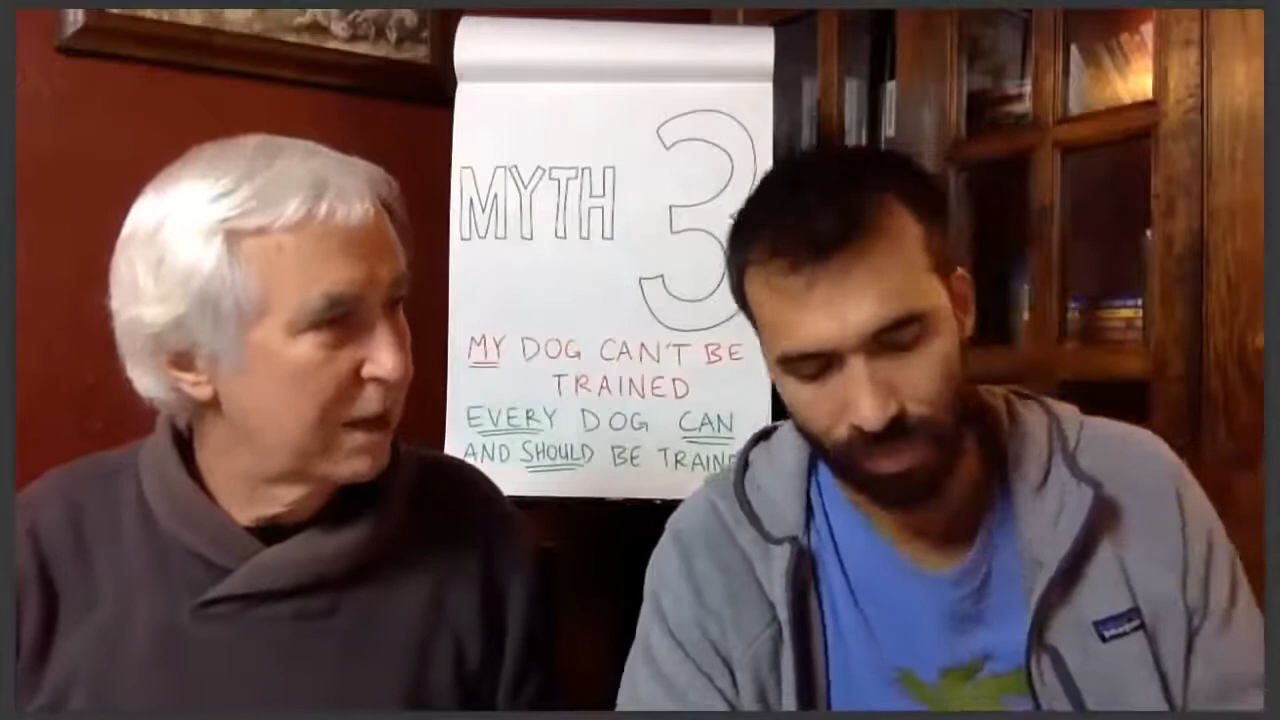 MYTH 3
MY DOG CAN'T BE
TRAINED
EVERY DOG CAN
AND SHOULD BE TRAINE